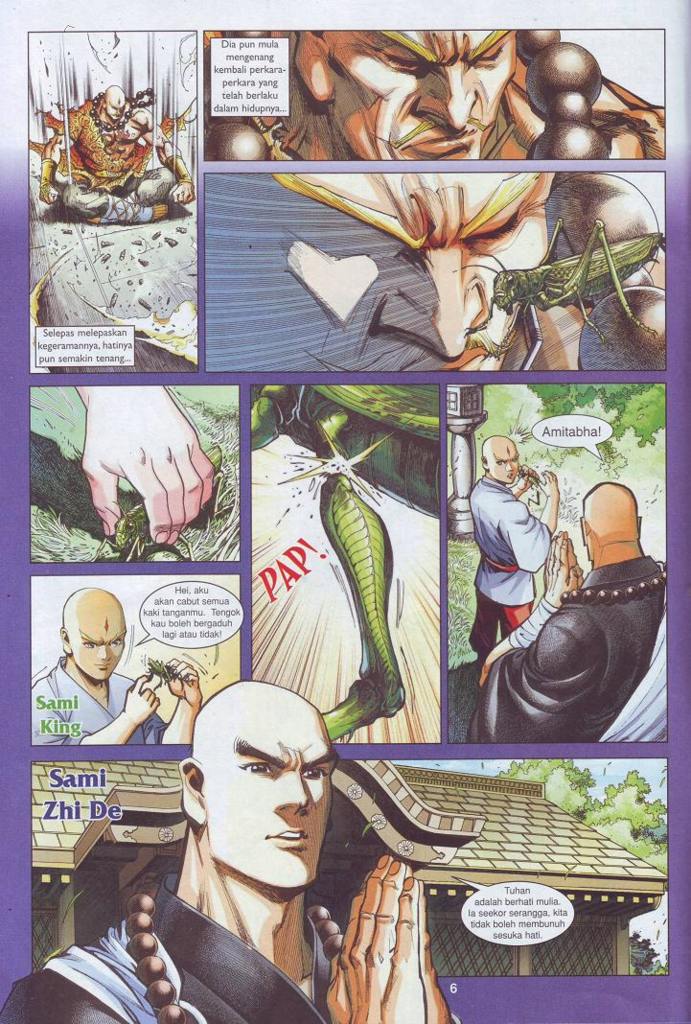 Dia pun mula
mengenang
kembali perkara-
perkara yang
telah berlaku
dalam hidupnya...
Selepas melepaskan
kegeramannya, hatinya
pun semakin tenang...
PAP!
Amitabha!
Hei, aku
akan cabut semua
kaki tanganmu. Tengok
kau boleh bergaduh
lagi atau tidak!
Sami
King
Sami
Zhi De
Tuhan
adalah berhati mulia.
Ia seekor serangga, kita
tidak boleh membunuh
sesuka hati.
6